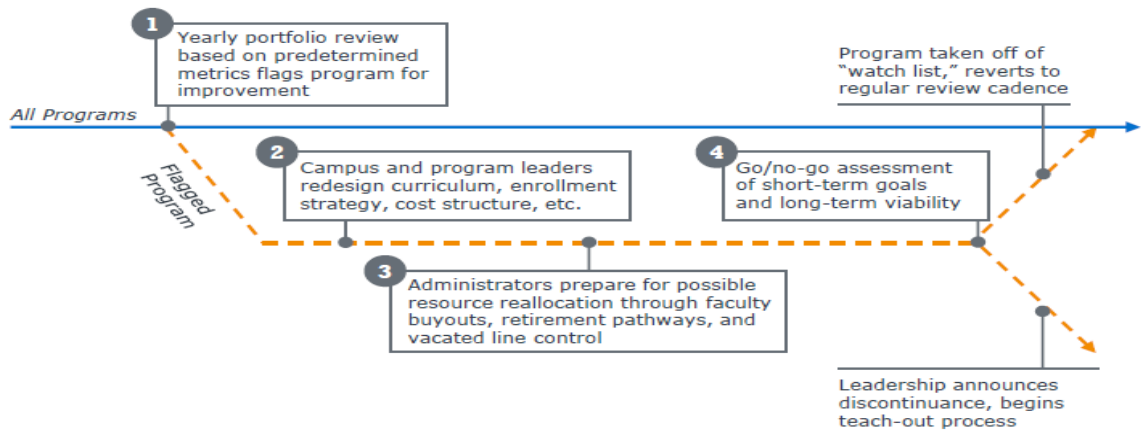 1
Yearly portfolio review
based on predetermined
metrics flags program for
improvement
Program taken off of
“watch list,” reverts to
regular review cadence
All Programs
Flagged
Program
2
Campus and program leaders
redesign curriculum, enrollment
strategy, cost structure, etc.
4
Go/no-go assessment
of short-term goals
and long-term viability
3
Administrators prepare for possible
resource reallocation through faculty
buyouts, retirement pathways, and
vacated line control
Leadership announces
discontinuance, begins
teach-out process